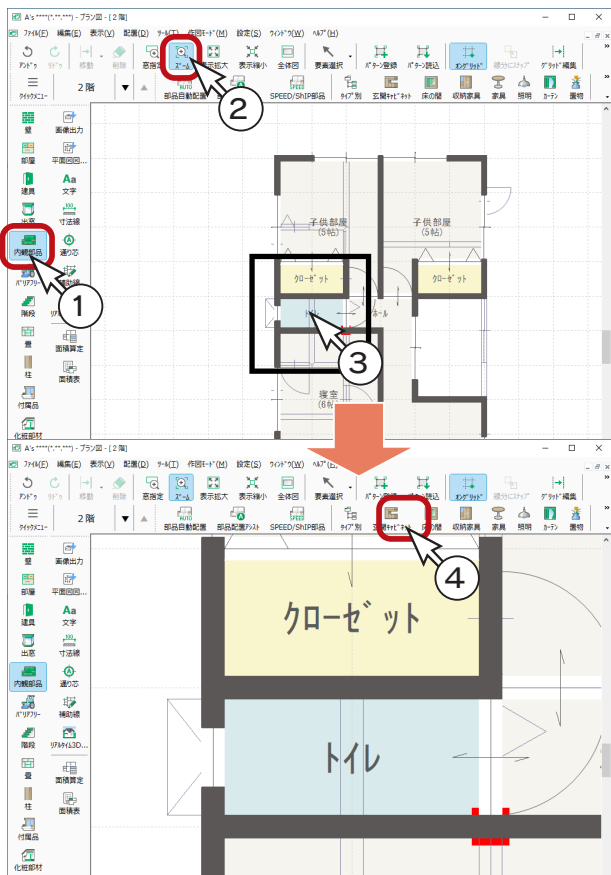 A's ****(*.**.***) - プラン図 - [2 階]
ﾌｧｲﾙ(F) 編集(E) 表示(V) 配置(D) ﾂｰﾙ(T) 作図ﾓｰﾄﾞ(M) 設定(S) ｳｨﾝﾄﾞｳ(W) ﾍﾙﾌﾟ(H)
ｱﾝﾄﾞｩ ﾘﾄﾞｩ 移動 削除 窓指定 ｽﾞｰﾑ 表示拡大 表示縮小 全体図 要素選択 ﾊﾟﾀｰﾝ登録 ﾊﾟﾀｰﾝ読込 ｵﾝｸﾞﾘｯﾄﾞ 線分にｽﾅｯﾌﾟ ｸﾞﾘｯﾄﾞ編集
ｸｲｯｸﾒﾆｭｰ 2 階 部品自動配置 SPEED/ShIP部品 ﾀｲﾌﾟ別 玄関ｷｬﾋﾞﾈｯﾄ 床の間 収納家具 家具 照明 ｶｰﾃﾝ 置物
2
壁 画像出力
部屋 平面図図...
建具 文字
出窓 寸法線
内観部品 通り芯
ﾊﾞﾘｱﾌﾘｰ 補助線
1
階段
畳 面積算定
柱 面積表
付属品
化粧部材
子供部屋
(5帖)
子供部屋
(5帖)
ｸﾛｰｾﾞｯﾄ
ｸﾛｰｾﾞｯﾄ
ﾄｲﾚ
ﾎｰﾙ
3
寝室
A's ****(*.**.***) - プラン図 - [2 階]
ﾌｧｲﾙ(F) 編集(E) 表示(V) 配置(D) ﾂｰﾙ(T) 作図ﾓｰﾄﾞ(M) 設定(S) ｳｨﾝﾄﾞｳ(W)
ｱﾝﾄﾞｩ ﾘﾄﾞｩ 移動 削除 窓指定 ｽﾞｰﾑ 表示拡大 表示縮小 全体図 要素選択 ﾊﾟﾀｰﾝ登録 ﾊﾟﾀｰﾝ読込 ｵﾝｸﾞﾘｯﾄﾞ 線分にｽﾅｯﾌﾟ ｸﾞﾘｯﾄﾞ編集
ｸｲｯｸﾒﾆｭｰ 2 階 部品自動配置 部品配置ｱｼｽﾄ SPEED/ShIP部品 ﾀｲﾌﾟ別 玄関ｷｬﾋﾞﾈｯﾄ 床の間 収納家具 家具 照明 ｶｰﾃﾝ 置物
4
壁 画像出力
部屋 平面図図...
建具 文字
出窓 寸法線
内観部品 通り芯
ﾊﾞﾘｱﾌﾘｰ 補助線
階段 ﾘｱﾙﾀｲﾑ3D...
畳 面積算定
柱 面積表
付属品
化粧部材
ｸﾛｰｾﾞｯﾄ
ﾄｲﾚ